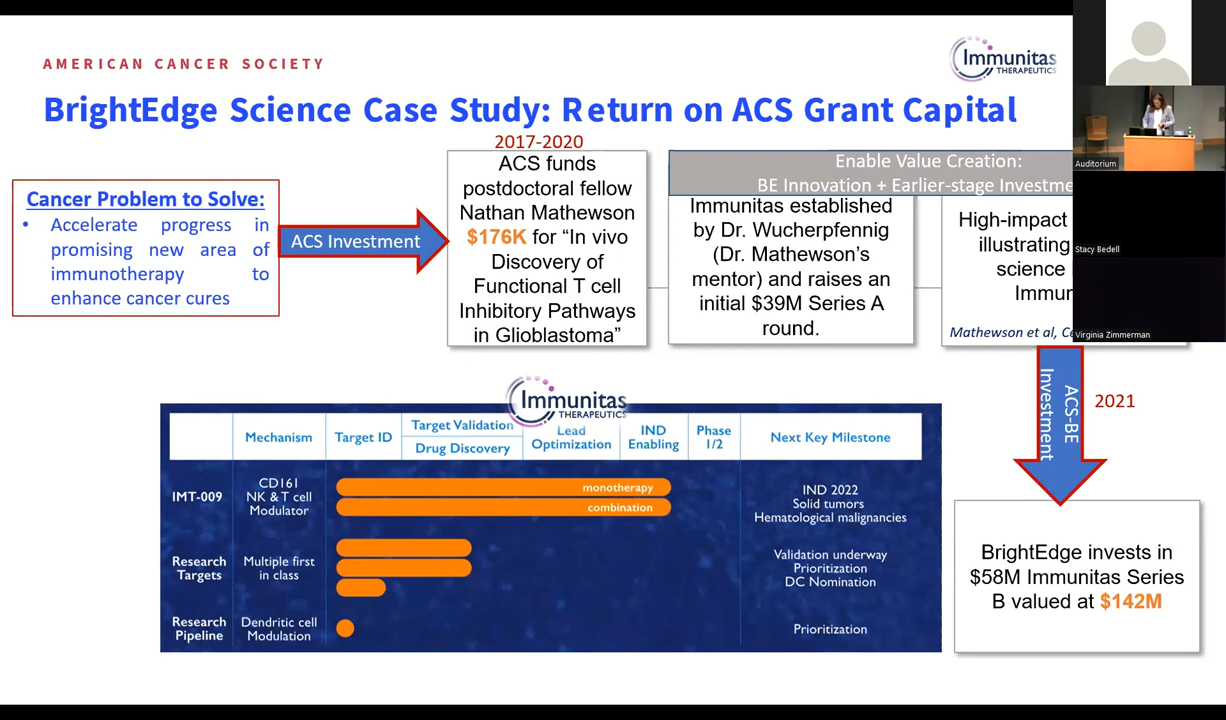 AMERICAN CANCER SOCIETY
Immunitas
THERAPEUTICS
BrightEdge Science Case Study: Return on ACS Grant Capital
2017-2020
Cancer Problem to Solve:
• Accelerate progress in
promising new area of
immunotherapy to
enhance cancer cures
ACS Investment
ACS funds
postdoctoral fellow
Nathan Mathewson
$176K for “In vivo
Discovery of
Functional T cell
Inhibitory Pathways
in Glioblastoma”
Enable Value Creation:
BE Innovation + Earlier-stage
Immunitas established
by Dr. Wucherpfennig
(Dr. Mathewson’s
mentor) and raises an
initial $39M Series A
round.
High-impact
illustrating
science
Mathewson et al,
Auditorium
Stacy Bedell
Virginia Zimmerman
ACS-BE
Investment
2021
BrightEdge invests in
$58M Immunitas Series
B valued at $142M
Immunitas
THERAPEUTICS
Mechanism
Target ID
Target Validation
Drug Discovery
Lead
Optimization
IND
Enabling
Phase
1/2
Next Key Milestone
IMT-009
CD161
NK & T cell
Modulator
monotherapy
combination
IND 2022
Solid tumors
Hematological malignancies
Research
Targets
Multiple first
in class
Validation underway
Prioritization
DC Nomination
Research
Pipeline
Dendritic cell
Modulation
Prioritization